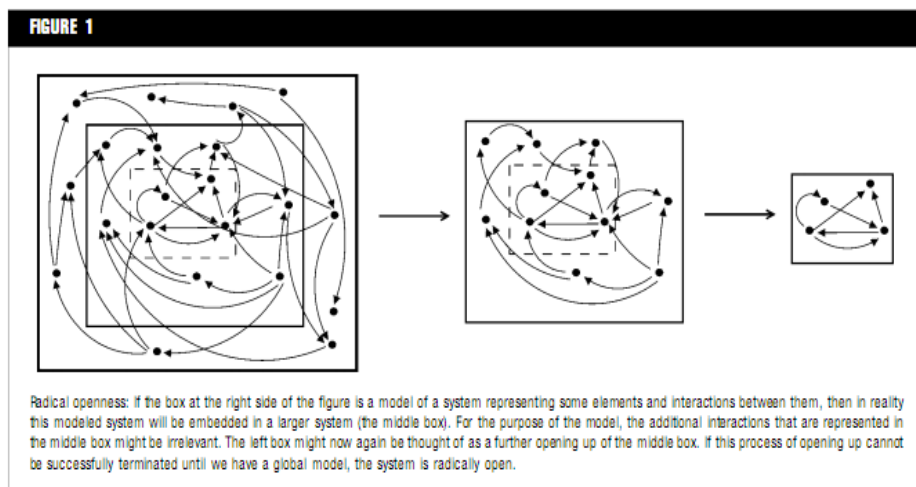 FIGURE 1
Radical openness: If the box at the right side of the figure is a model of a system representing some elements and interactions between them, then in reality
this modeled system will be embedded in a larger system (the middle box). For the purpose of the model, the additional interactions that are represented in
the middle box might be irrelevant. The left box might now again be thought of as a further opening up of the middle box. If this process of opening up cannot
be successfully terminated until we have a global model, the system is radically open.